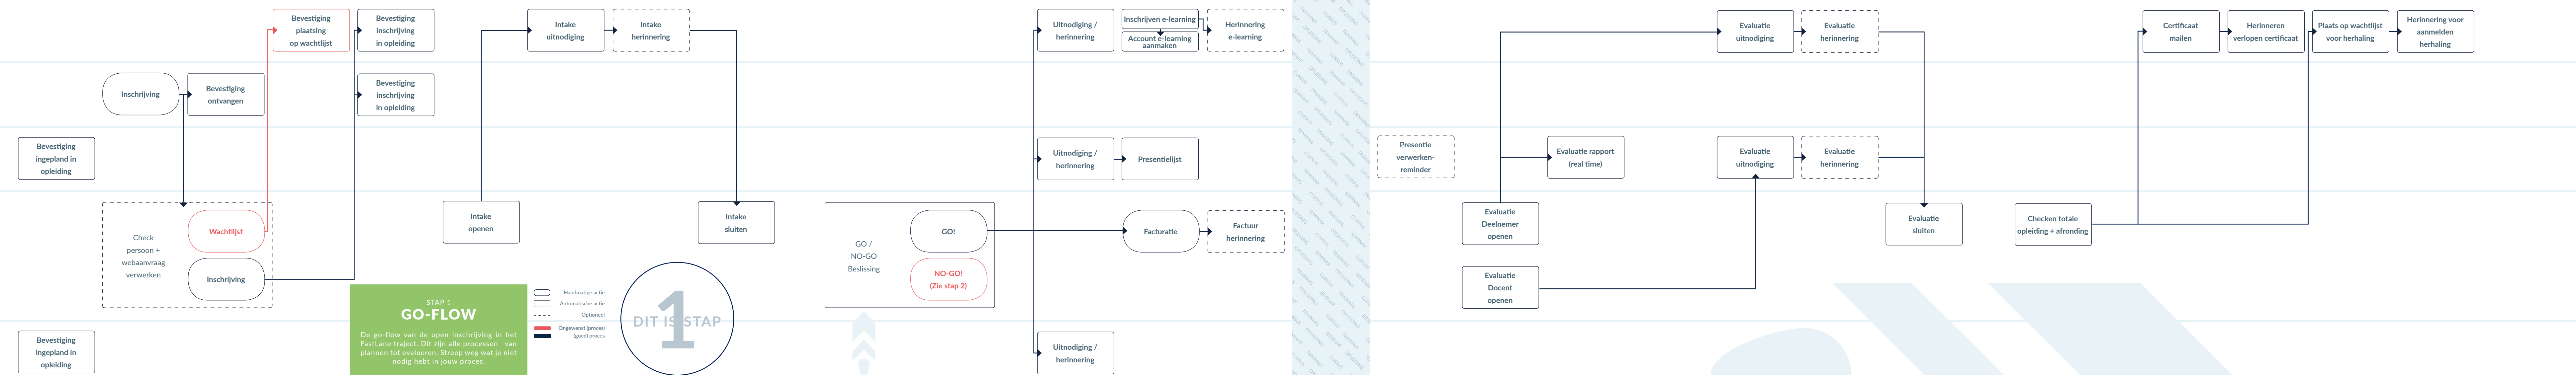 Bevestiging
plaatsing
op wachtlijst
Bevestiging
inschrijving
in opleiding
Inschrijving
Bevestiging
ontvangen
Bevestiging
inschrijving
in opleiding
Bevestiging
ingepland in
opleiding
Check
persoon +
webaanvraag
verwerken
Wachtlijst
Inschrijving
Bevestiging
ingepland in
opleiding
Intake
uitnodiging
Intake
herinnering
Intake
openen
Intake
sluiten
STAP 1
GO-FLOW
De go-flow van de open inschrijving in het
FastLane traject. Dit zijn alle processen van
plannen tot evalueren. Streep weg wat je niet
nodig hebt in jouw proces.
Handmatige actie
Automatische actie
Optioneel
Ongewenst (proces)
(goed) proces
1
DIT IS STAP
GO /
NO-GO
Beslissing
GO!
NO-GO!
(Zie stap 2)
Uitnodiging /
herinnering
Inschrijven e-learning
Account e-learning
aanmaken
Herinnering
e-learning
Uitnodiging /
herinnering
Presentielijst
Facturatie
Factuur
herinnering
Uitnodiging /
herinnering
Presentie
verwerken-
reminder
Evaluatie
Deelnemer
openen
Evaluatie
Docent
openen
Evaluatie rapport
(real time)
Evaluatie
uitnodiging
Evaluatie
herinnering
Evaluatie
uitnodiging
Evaluatie
herinnering
Evaluatie
sluiten
Checken totale
opleiding + afronding
Certificaat
mailen
Herinneren
verlopen certificaat
Plaats op wachtlijst
voor herhaling
Herinnering voor
aanmelden
herhaling